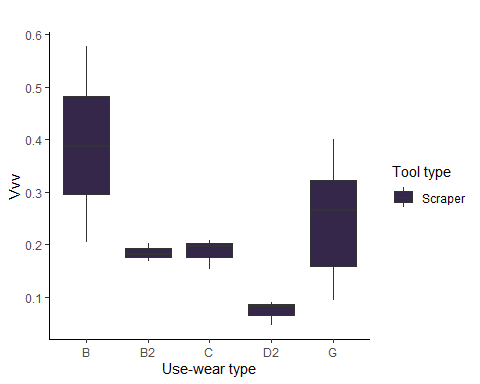 0.6
0.5
0.4
0.3
0.2
0.1
Vvv
B B2 C D2 G
Use-wear type
Tool type
Scraper